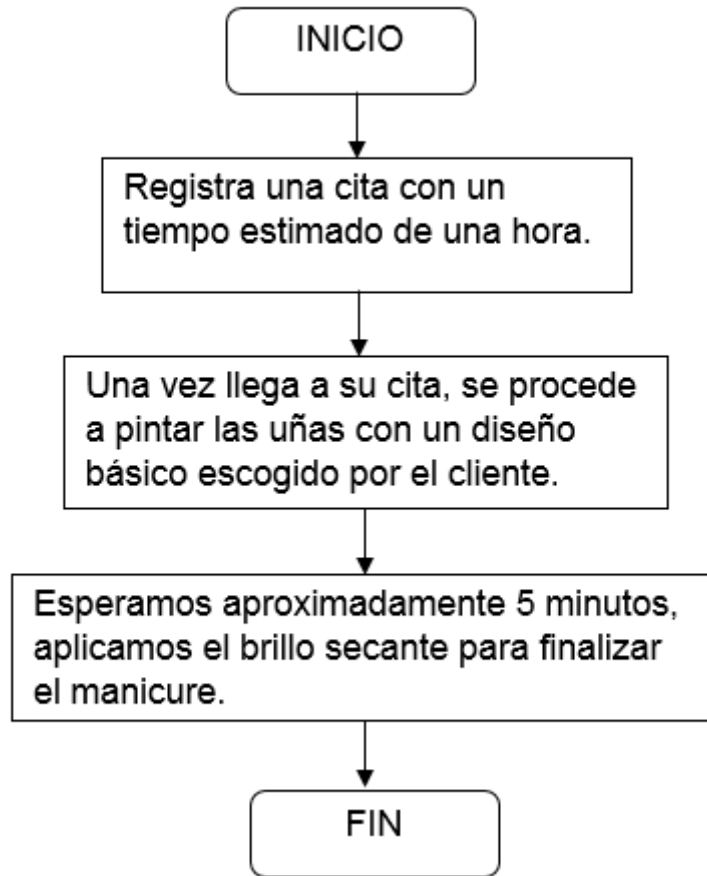 INICIO
Registra una cita con un
tiempo estimado de una hora.
Una vez llega a su cita, se procede
a pintar las uñas con un diseño
básico escogido por el cliente.
Esperamos aproximadamente 5 minutos,
aplicamos el brillo secante para finalizar
el manicure.
FIN